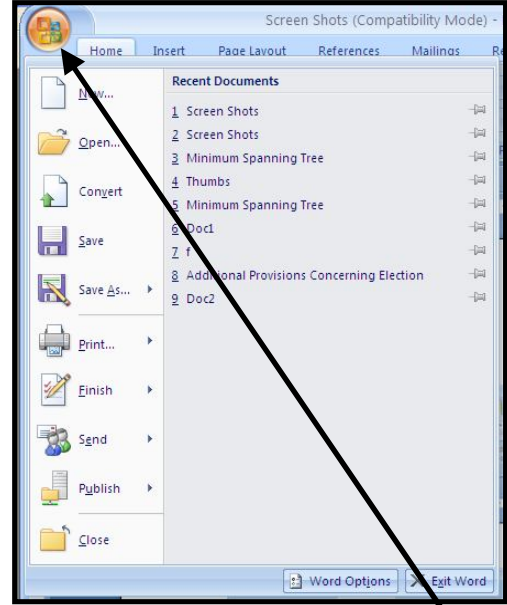 Screen Shots (Compatibility Mode) -
Home Insert Page Layout References Mailings
New...
Open...
Convert
Save
Save As...
Print...
Finish
Send
Publish
Close
Recent Documents
1 Screen Shots
2 Screen Shots
3 Minimum Spanning Tree
4 Thumbs
5 Minimum Spanning Tree
6 Doc1
7 f
8 Additional Provisions Concerning Election
9 Doc2
Word Options Exit Word